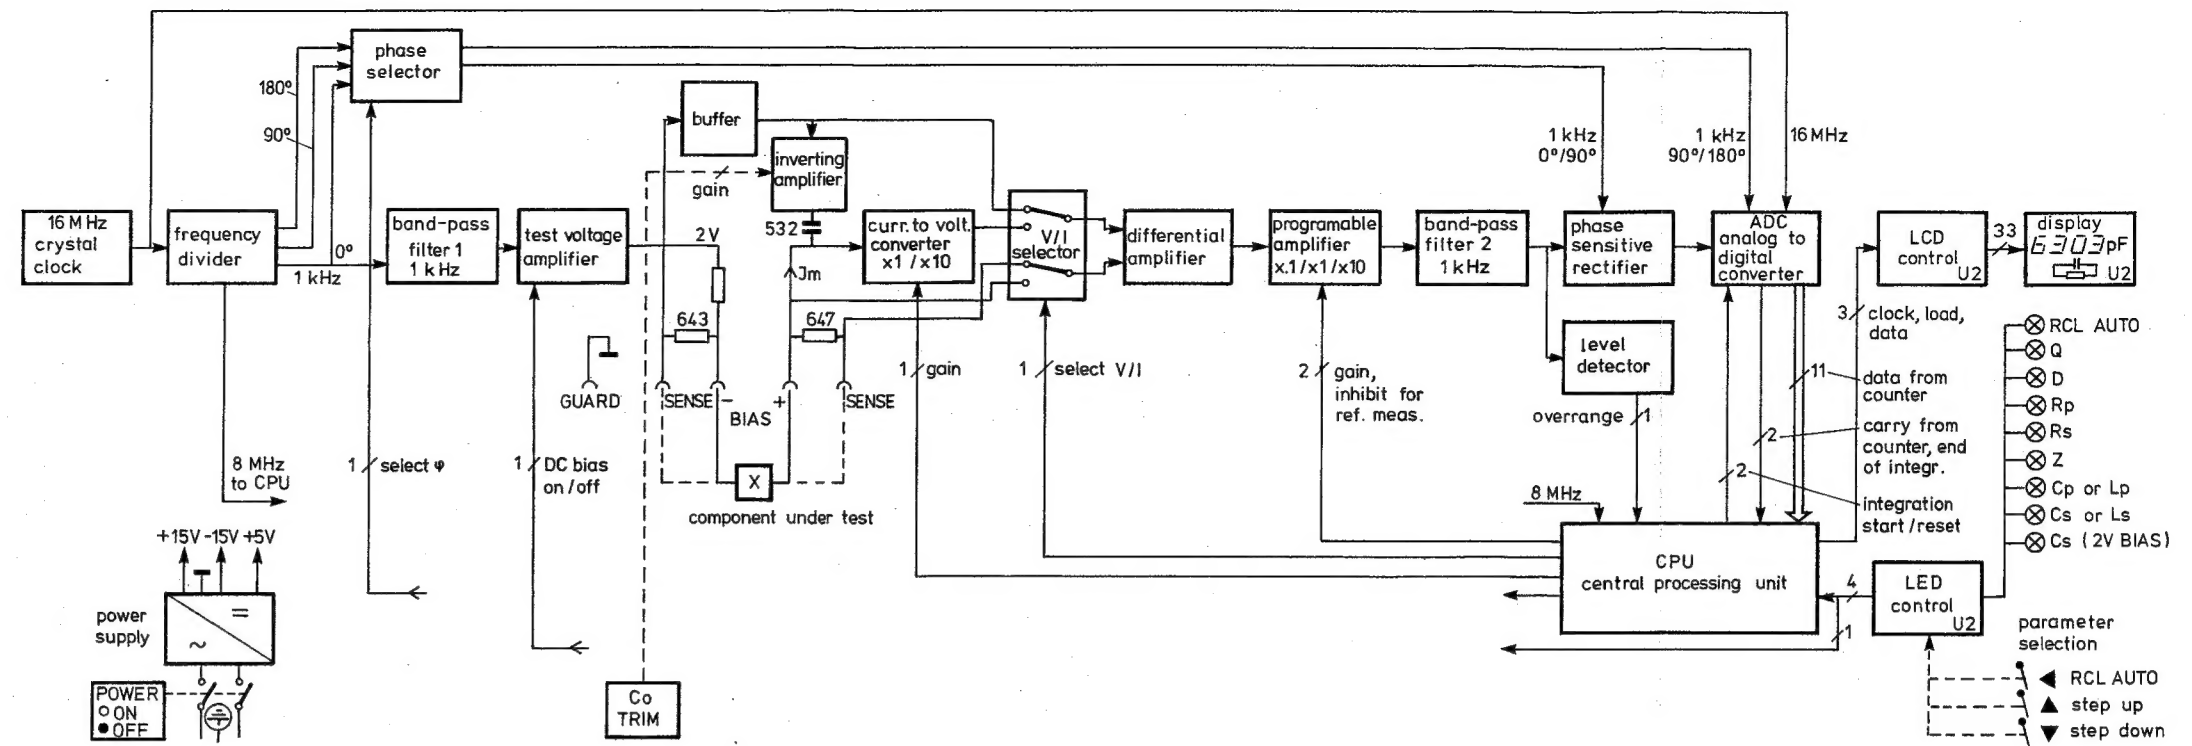 phase
selector
180°
90°
0°
1 kHz
16 MHz
crystal
clock
frequency
divider
band-pass
filter 1
1 kHz
test voltage
amplifier
2 V
buffer
inverting
amplifier
gain
532
Jm
643
647
curr. to volt.
converter
x1 / x10
V/I
selector
differential
amplifier
programable
amplifier
x.1/x1/x10
band-pass
filter 2
1 kHz
1 kHz
0°/90°
1 kHz
90°/180°
16 MHz
phase
sensitive
rectifier
ADC
analog to
digital
converter
LCD
control
U2
33
display
6303 pF
U2
level
detector
overrange
1
3
clock, load,
data
11
data from
counter
2
carry from
counter, end
of integr.
2
integration
start/reset
RCL AUTO
Q
D
Rp
Rs
Z
Cp or Lp
Cs or Ls
Cs (2V BIAS)
GUARD
SENSE
-
BIAS
+
SENSE
X
component under test
1
gain
1
select V/I
2
gain,
inhibit for
ref. meas.
8 MHz
to CPU
1
select φ
1
DC bias
on/off
8 MHz
CPU
central processing unit
4
1
LED
control
U2
+15V -15V +5V
power
supply
=
~
POWER
ON
OFF
Co
TRIM
parameter
selection
RCL AUTO
step up
step down